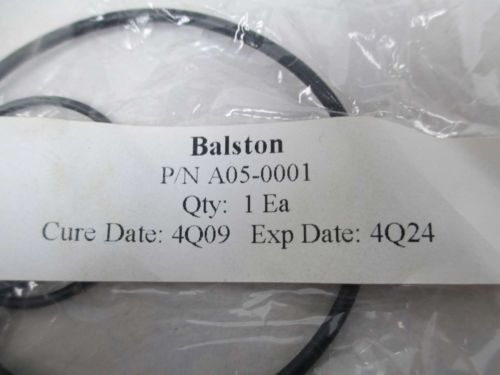 Balston
P/N A05-0001
Qty: 1 Ea
Cure Date: 4Q09 Exp Date: 4Q24